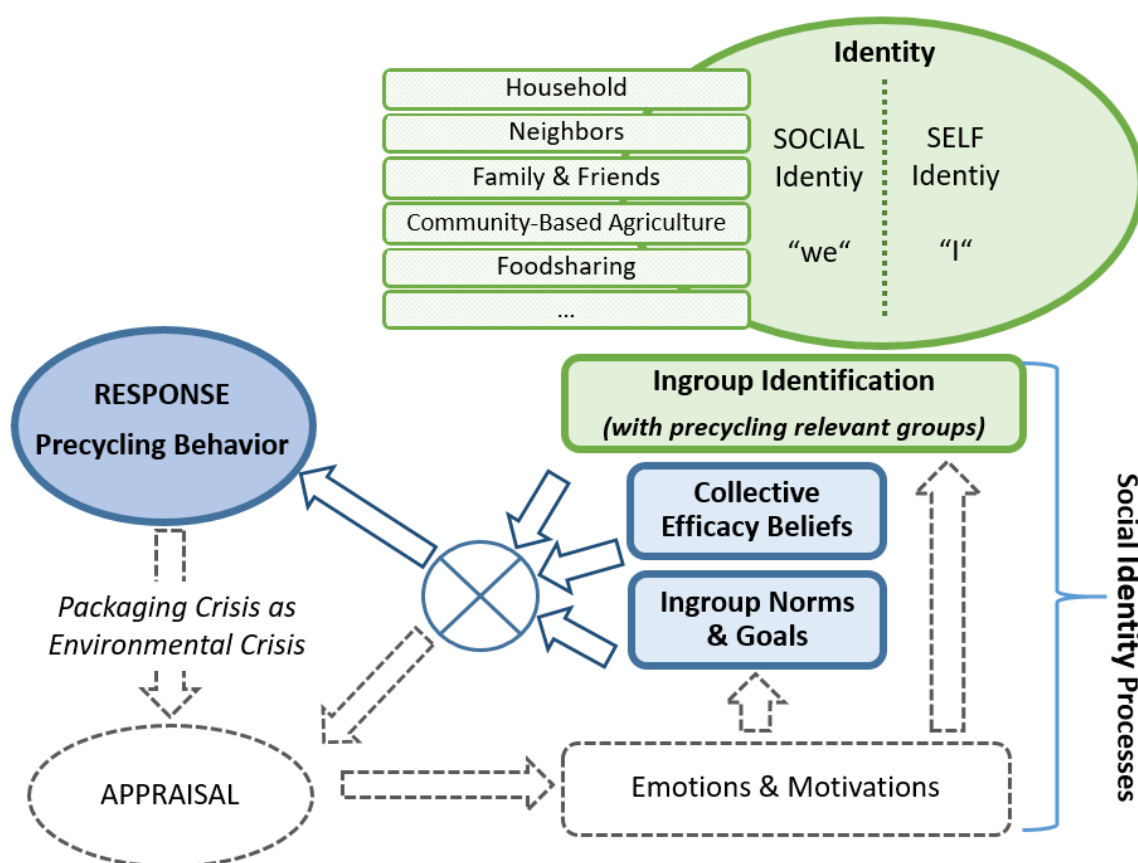 Identity
Household
Neighbors
Family & Friends
Community-Based Agriculture
Foodsharing
...
SOCIAL
Identiy
“we“
SELF
Identiy
“I“
Ingroup Identification
(with precycling relevant groups)
RESPONSE
Precycling Behavior
Collective
Efficacy Beliefs
Ingroup Norms
& Goals
Packaging Crisis as
Environmental Crisis
APPRAISAL
Emotions & Motivations
Social Identity Processes